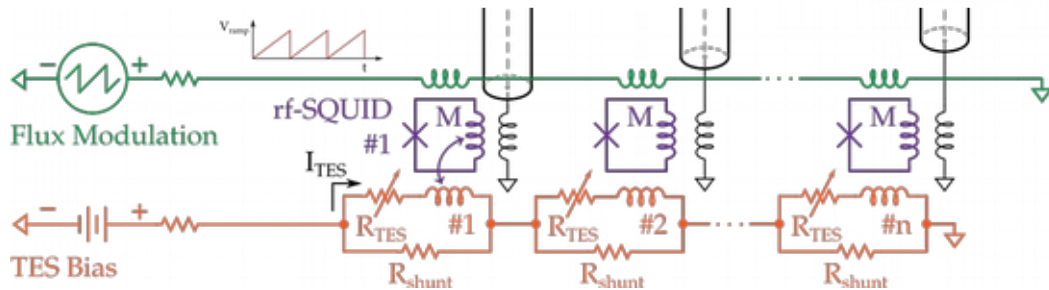 V_ramp
t
− +
Flux Modulation
rf-SQUID
#1
M
M
M
I_TES
− +
TES Bias
R_TES #1
R_TES #2
R_TES #n
R_shunt
R_shunt
R_shunt